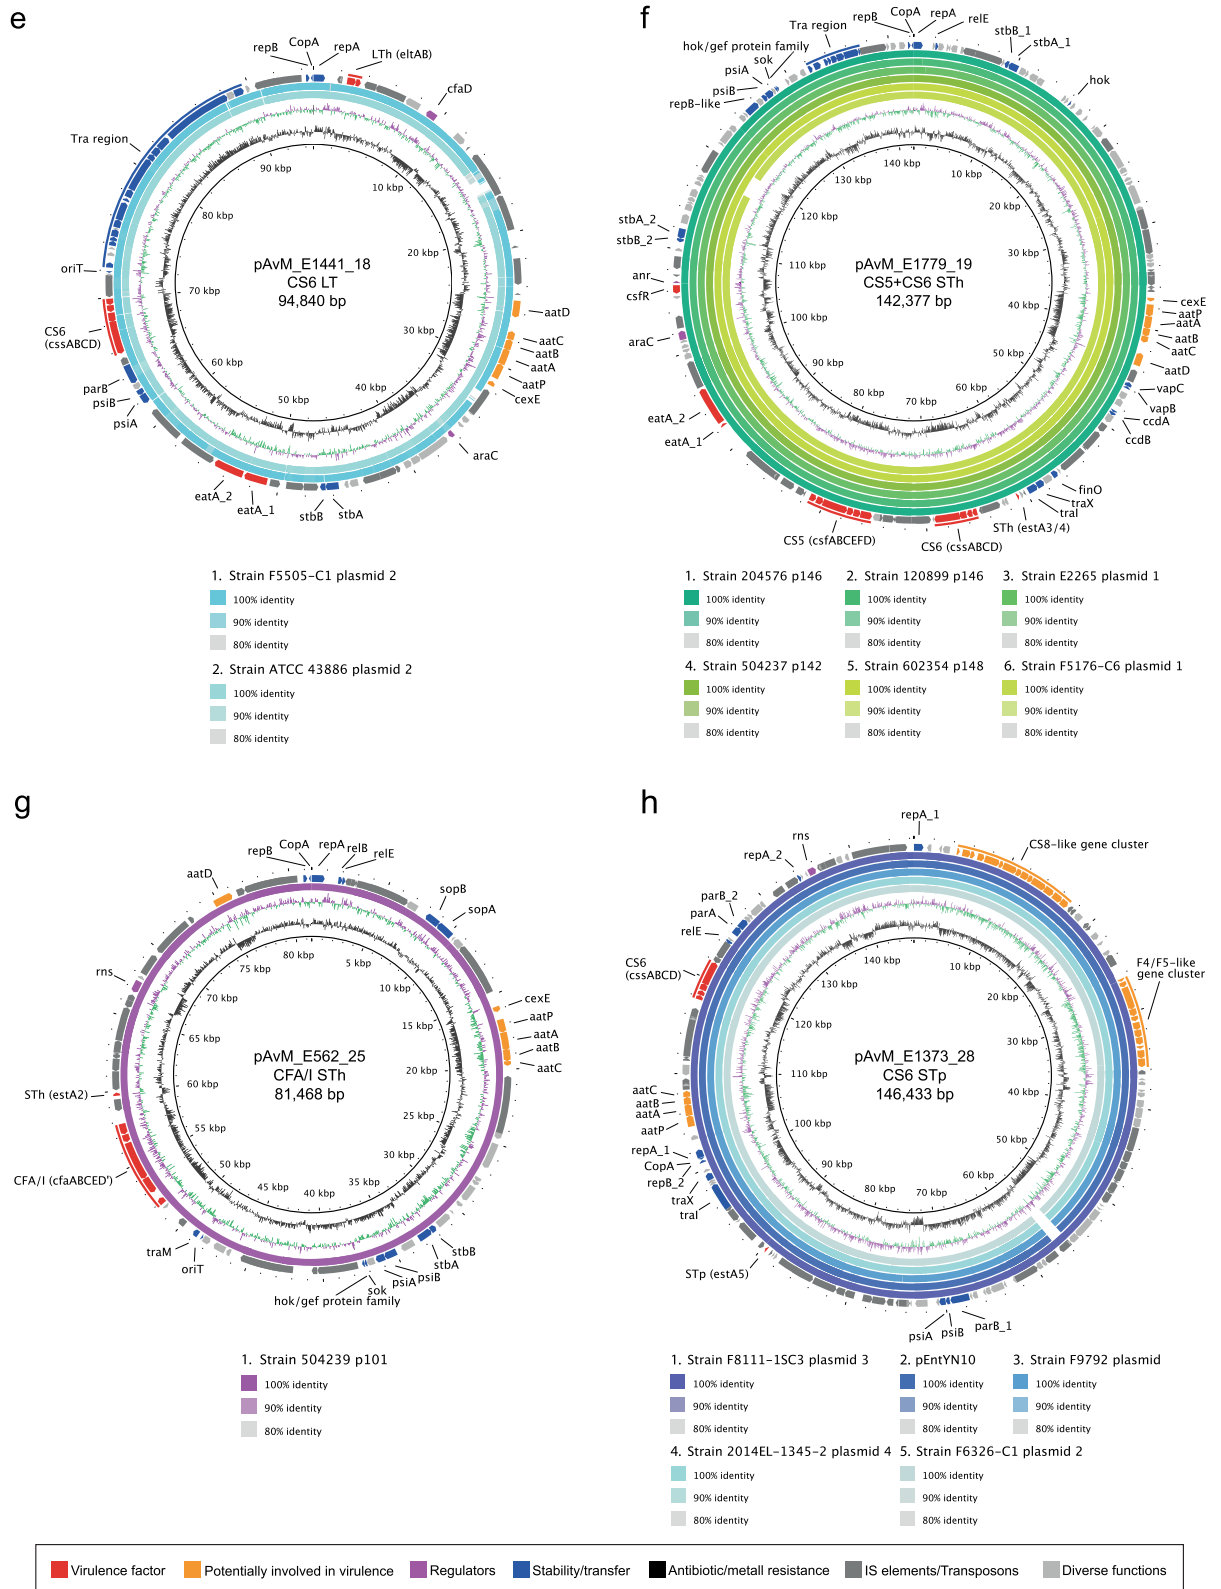 e
repB
CopA
repA
LTh (eltAB)
cfaD
Tra region
90 kbp
10 kbp
80 kbp
20 kbp
pAvM_E1441_18
CS6 LT
94,840 bp
oriT
70 kbp
30 kbp
aatD
CS6
(cssABCD)
aatC
aatB
aatA
aatP
cexE
60 kbp
40 kbp
50 kbp
parB
psiB
psiA
araC
eatA_2
eatA_1
stbB
stbA
1. Strain F5505-C1 plasmid 2
100% identity
90% identity
80% identity
2. Strain ATCC 43886 plasmid 2
100% identity
90% identity
80% identity
f
repB
CopA
repA
relE
Tra region
hok/gef protein family
sok
psiA
psiB
repB-like
stbB_1
stbA_1
hok
140 kbp
130 kbp
10 kbp
120 kbp
20 kbp
stbA_2
stbB_2
110 kbp
30 kbp
pAvM_E1779_19
CS5+CS6 STh
142,377 bp
anr
csfR
100 kbp
40 kbp
cexE
aatP
aatA
aatB
aatC
aatD
araC
90 kbp
50 kbp
80 kbp
60 kbp
70 kbp
vapC
vapB
ccdA
ccdB
eatA_2
eatA_1
finO
traX
traI
STh (estA3/4)
CS5 (csfABCEFD)
CS6 (cssABCD)
1. Strain 204576 p146
100% identity
90% identity
80% identity
2. Strain 120899 p146
100% identity
90% identity
80% identity
3. Strain E2265 plasmid 1
100% identity
90% identity
80% identity
4. Strain 504237 p142
100% identity
90% identity
80% identity
5. Strain 602354 p148
100% identity
90% identity
80% identity
6. Strain F5176-C6 plasmid 1
100% identity
90% identity
80% identity
g
repB
CopA
repA
relB
relE
aatD
sopB
sopA
80 kbp
75 kbp
5 kbp
rns
70 kbp
cexE
aatP
aatA
aatB
aatC
65 kbp
15 kbp
pAvM_E562_25
CFA/I STh
81,468 bp
60 kbp
20 kbp
STh (estA2)
55 kbp
25 kbp
50 kbp
30 kbp
45 kbp
40 kbp
35 kbp
CFA/I (cfaABCED')
traM
oriT
stbB
stbA
psiB
psiA
sok
hok/gef protein family
1. Strain 504239 p101
100% identity
90% identity
80% identity
h
repA_1
rns
repA_2
CS8-like gene cluster
parB_2
parA
relE
CS6
(cssABCD)
F4/F5-like
gene cluster
140 kbp
10 kbp
130 kbp
20 kbp
120 kbp
30 kbp
pAvM_E1373_28
CS6 STp
146,433 bp
110 kbp
40 kbp
aatC
aatB
aatA
aatP
100 kbp
50 kbp
90 kbp
60 kbp
80 kbp
70 kbp
repA_1
CopA
repB_2
traX
traI
STp (estA5)
psiA
psiB
parB_1
1. Strain F8111-1SC3 plasmid 3
100% identity
90% identity
80% identity
2. pEntYN10
100% identity
90% identity
80% identity
3. Strain F9792 plasmid
100% identity
90% identity
80% identity
4. Strain 2014EL-1345-2 plasmid 4
100% identity
90% identity
80% identity
5. Strain F6326-C1 plasmid 2
100% identity
90% identity
80% identity
Virulence factor
Potentially involved in virulence
Regulators
Stability/transfer
Antibiotic/metall resistance
IS elements/Transposons
Diverse functions